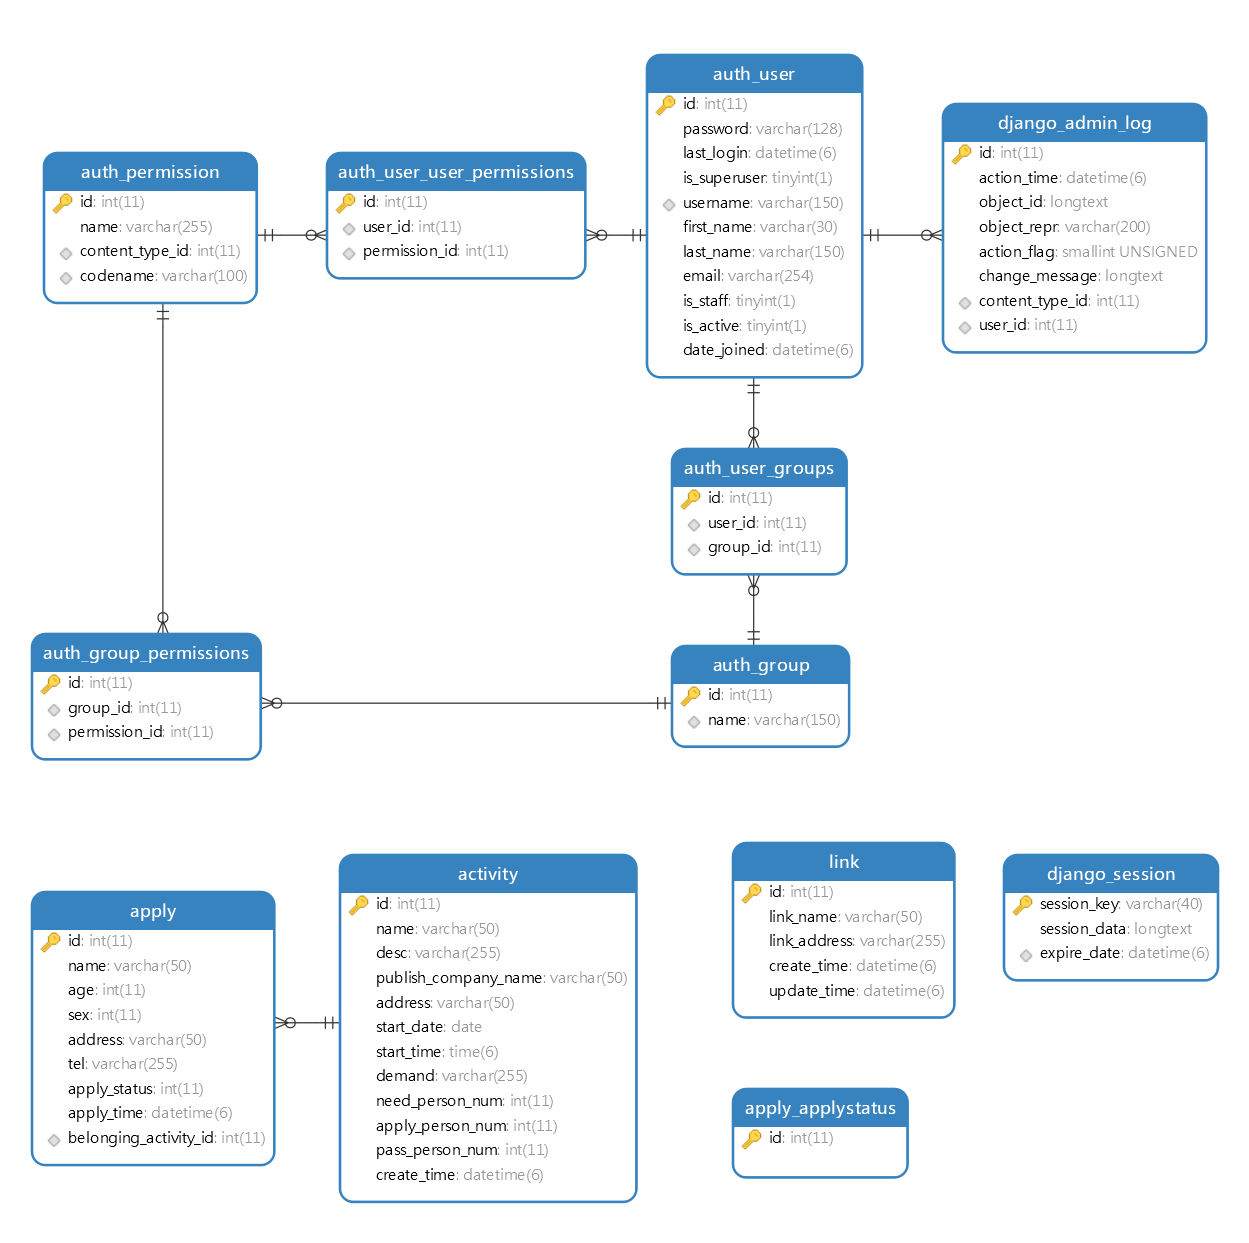 auth_user
id: int(11)
password: varchar(128)
last_login: datetime(6)
is_superuser: tinyint(1)
username: varchar(150)
first_name: varchar(30)
last_name: varchar(150)
email: varchar(254)
is_staff: tinyint(1)
is_active: tinyint(1)
date_joined: datetime(6)
django_admin_log
id: int(11)
action_time: datetime(6)
object_id: longtext
object_repr: varchar(200)
action_flag: smallint UNSIGNED
change_message: longtext
content_type_id: int(11)
user_id: int(11)
auth_permission
id: int(11)
name: varchar(255)
content_type_id: int(11)
codename: varchar(100)
auth_user_user_permissions
id: int(11)
user_id: int(11)
permission_id: int(11)
auth_user_groups
id: int(11)
user_id: int(11)
group_id: int(11)
auth_group_permissions
id: int(11)
group_id: int(11)
permission_id: int(11)
auth_group
id: int(11)
name: varchar(150)
apply
id: int(11)
name: varchar(50)
age: int(11)
sex: int(11)
address: varchar(50)
tel: varchar(255)
apply_status: int(11)
apply_time: datetime(6)
belonging_activity_id: int(11)
activity
id: int(11)
name: varchar(50)
desc: varchar(255)
publish_company_name: varchar(50)
address: varchar(50)
start_date: date
start_time: time(6)
demand: varchar(255)
need_person_num: int(11)
apply_person_num: int(11)
pass_person_num: int(11)
create_time: datetime(6)
link
id: int(11)
link_name: varchar(50)
link_address: varchar(255)
create_time: datetime(6)
update_time: datetime(6)
django_session
session_key: varchar(40)
session_data: longtext
expire_date: datetime(6)
apply_applystatus
id: int(11)